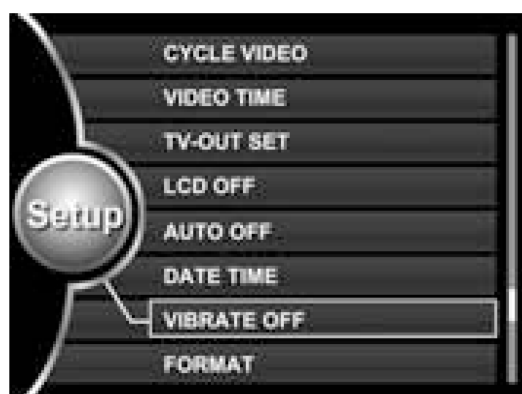 CYCLE VIDEO
VIDEO TIME
TV-OUT SET
LCD OFF
Setup
AUTO OFF
DATE TIME
VIBRATE OFF
FORMAT